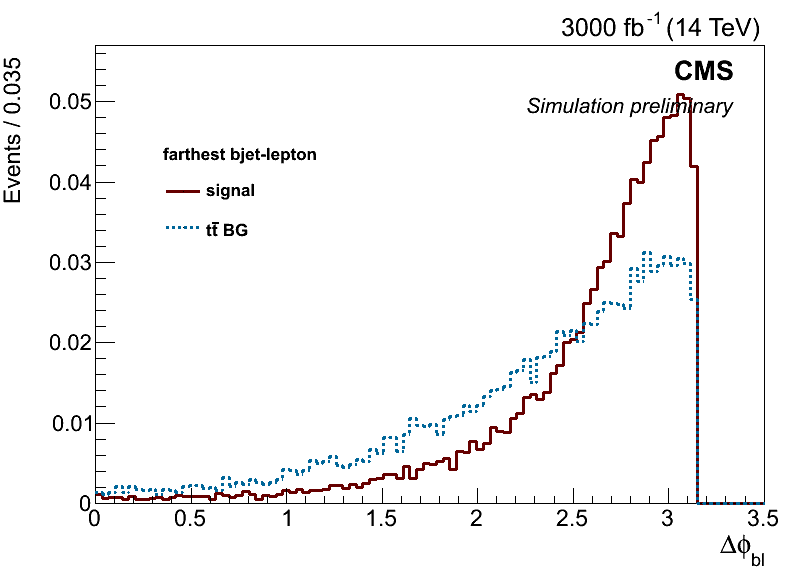 3000 fb⁻¹ (14 TeV)
CMS
Simulation preliminary
farthest bjet-lepton
signal
tt̄ BG
Events / 0.035
0.05
0.04
0.03
0.02
0.01
0
0 0.5 1 1.5 2 2.5 3 3.5
Δϕ_bl